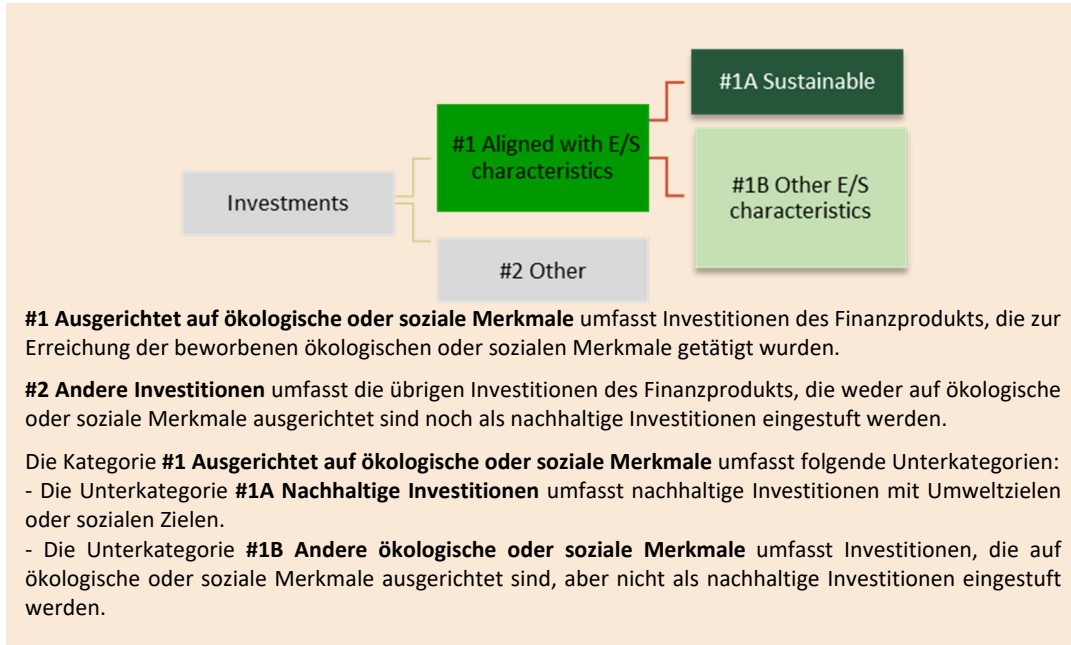 #1A Sustainable
#1 Aligned with E/S
characteristics
#1B Other E/S
characteristics
Investments
#2 Other
#1 Ausgerichtet auf ökologische oder soziale Merkmale umfasst Investitionen des Finanzprodukts, die zur
Erreichung der beworbenen ökologischen oder sozialen Merkmale getätigt wurden.
#2 Andere Investitionen umfasst die übrigen Investitionen des Finanzprodukts, die weder auf ökologische
oder soziale Merkmale ausgerichtet sind noch als nachhaltige Investitionen eingestuft werden.
Die Kategorie #1 Ausgerichtet auf ökologische oder soziale Merkmale umfasst folgende Unterkategorien:
- Die Unterkategorie #1A Nachhaltige Investitionen umfasst nachhaltige Investitionen mit Umweltzielen
oder sozialen Zielen.
- Die Unterkategorie #1B Andere ökologische oder soziale Merkmale umfasst Investitionen, die auf
ökologische oder soziale Merkmale ausgerichtet sind, aber nicht als nachhaltige Investitionen eingestuft
werden.